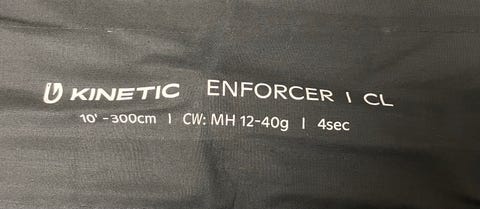 KINETIC ENFORCER I CL
10' -300cm I CW: MH 12-40g I 4sec